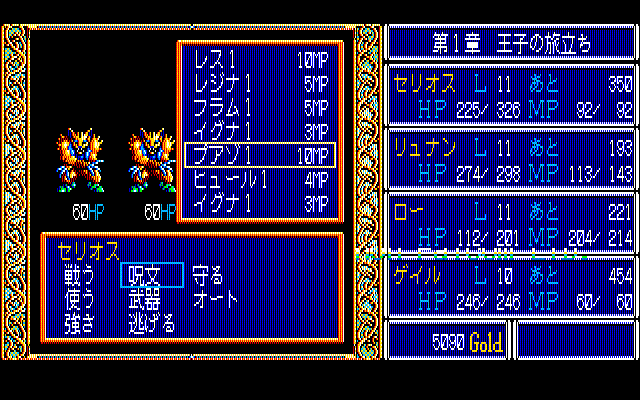 第1章 王子の旅立ち
レス1 10MP
レジナ1 5MP
フラム1 5MP
イグナ1 3MP
プアゾ1 10MP
ヒュール1 4MP
イグナ1 3MP
60HP 60HP
セリオス
戦う 呪文 守る
使う 武器 オート
強さ 逃げる
セリオス L 11 あと 350
HP 225/ 326 MP 92/ 92
リュナン L 11 あと 193
HP 274/ 298 MP 113/ 143
ロー L 11 あと 221
HP 112/ 201 MP 204/ 214
ゲイル L 10 あと 454
HP 246/ 246 MP 60/ 60
5090 Gold